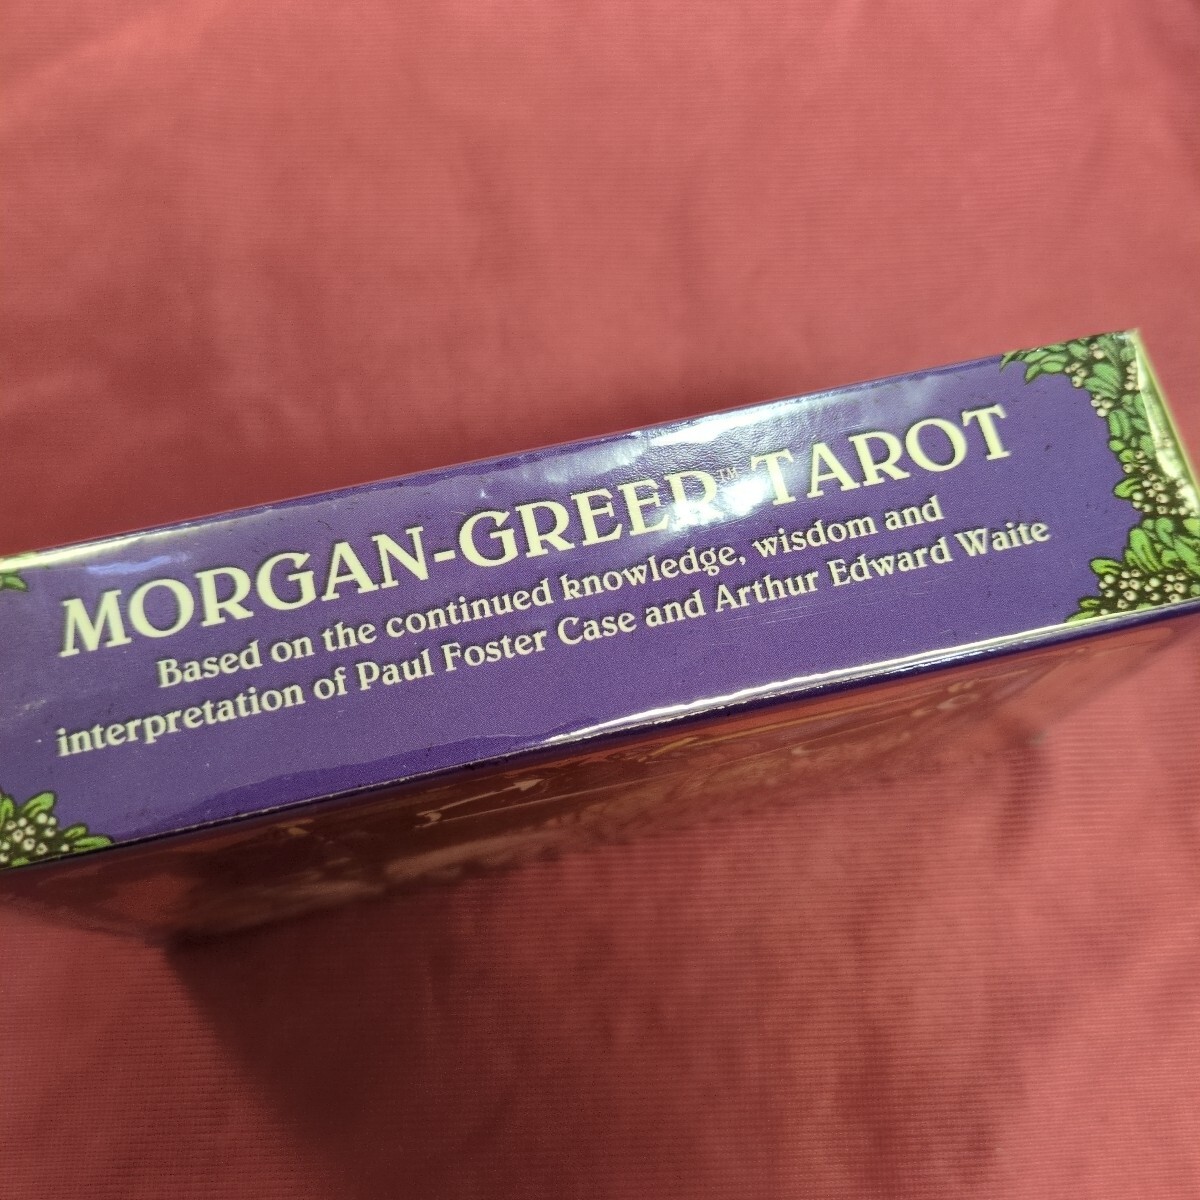 MORGAN-GREER™ TAROT
Based on the continued knowledge, wisdom and
interpretation of Paul Foster Case and Arthur Edward Waite